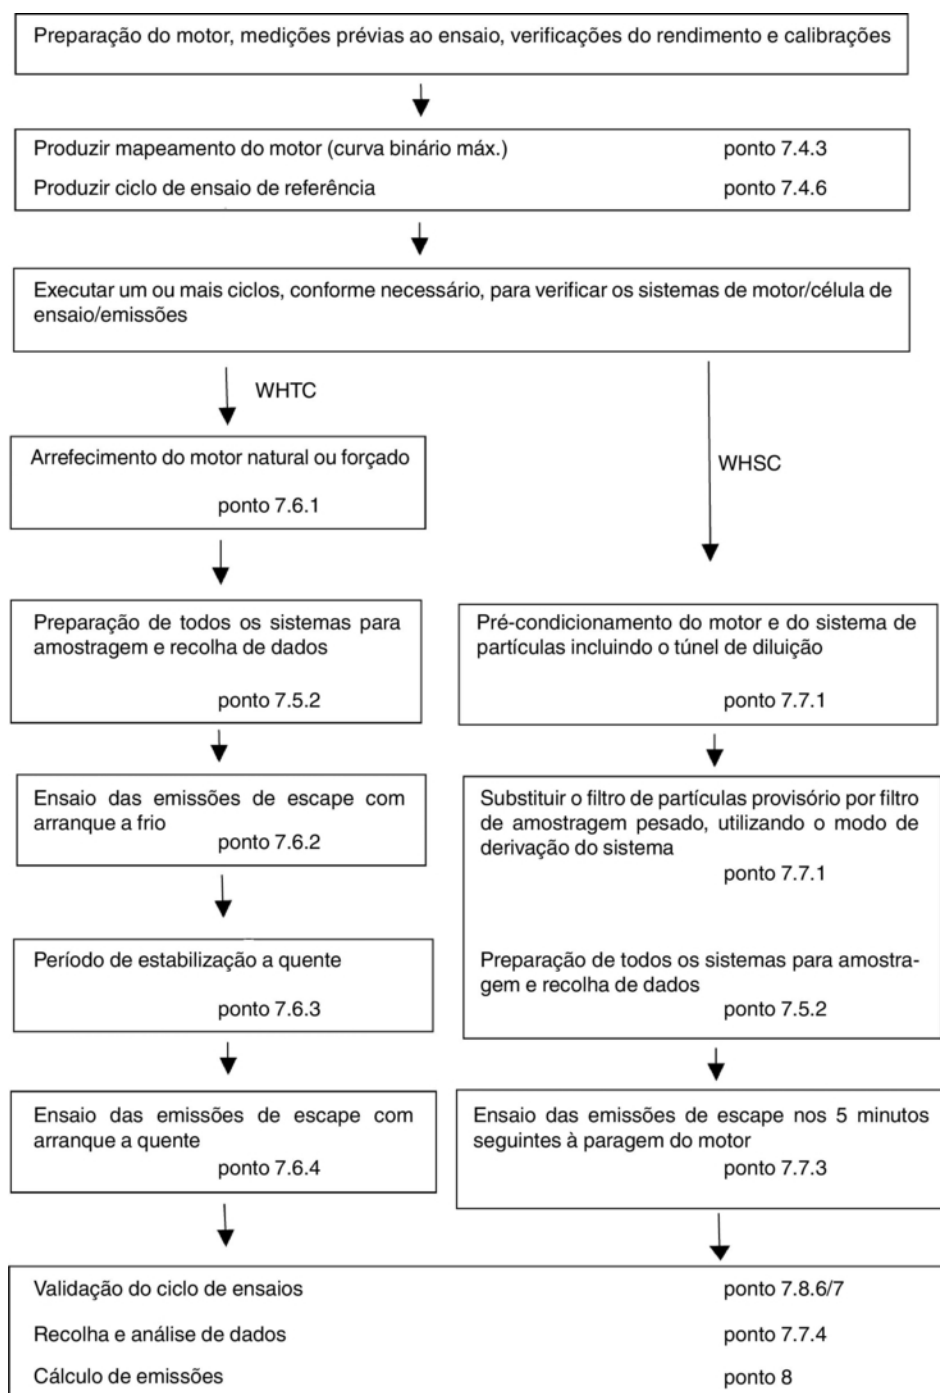 Preparação do motor, medições prévias ao ensaio, verificações do rendimento e calibrações
Produzir mapeamento do motor (curva binário máx.) ponto 7.4.3
Produzir ciclo de ensaio de referência ponto 7.4.6
Executar um ou mais ciclos, conforme necessário, para verificar os sistemas de motor/célula de
ensaio/emissões
WHTC
Arrefecimento do motor natural ou forçado
ponto 7.6.1
Preparação de todos os sistemas para
amostragem e recolha de dados
ponto 7.5.2
Ensaio das emissões de escape com
arranque a frio
ponto 7.6.2
Período de estabilização a quente
ponto 7.6.3
Ensaio das emissões de escape com
arranque a quente
ponto 7.6.4
WHSC
Pré-condicionamento do motor e do sistema de
partículas incluindo o túnel de diluição
ponto 7.7.1
Substituir o filtro de partículas provisório por filtro
de amostragem pesado, utilizando o modo de
derivação do sistema
ponto 7.7.1
Preparação de todos os sistemas para amostra-
gem e recolha de dados
ponto 7.5.2
Ensaio das emissões de escape nos 5 minutos
seguintes à paragem do motor
ponto 7.7.3
Validação do ciclo de ensaios ponto 7.8.6/7
Recolha e análise de dados ponto 7.7.4
Cálculo de emissões ponto 8